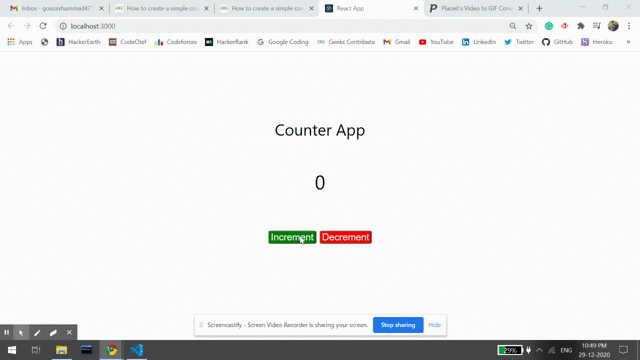 Inbox - gouravhammad477
How to create a simple cou
How to create a simple cou
React App
Placeit's Video to GIF Conv
localhost:3000
Apps
HackerEarth
CodeChef
Codeforces
HackerRank
Google Coding
Geeks Contribute
Gmail
YouTube
LinkedIn
Twitter
GitHub
Heroku
»
Counter App
0
Increment Decrement
Screencastify - Screen Video Recorder is sharing your screen.
Stop sharing
Hide
29%
ENG
10:49 PM
29-12-2020